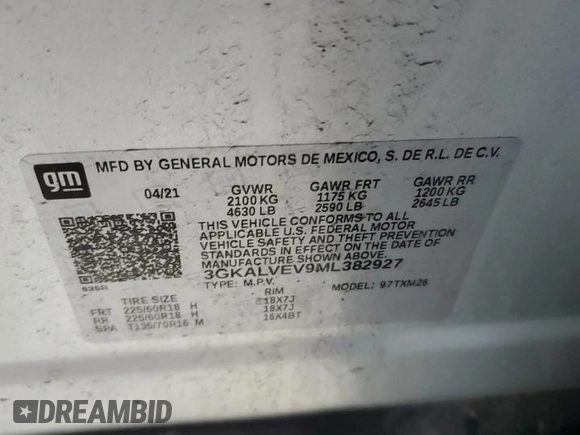 gm
MFD BY GENERAL MOTORS DE MEXICO, S. DE R.L. DE C.V.
04/21 GVWR GAWR FRT GAWR RR
2100 KG 1175 KG 1200 KG
4630 LB 2590 LB 2645 LB
THIS VEHICLE CONFORMS TO ALL
APPLICABLE U.S. FEDERAL MOTOR
VEHICLE SAFETY, BUMPER, AND THEFT PREVENTION
STANDARDS IN EFFECT ON THE DATE OF
MANUFACTURE SHOWN ABOVE.
3GKALVEV9ML382927
TYPE: M.P.V. MODEL: 97TXM26
635R
TIRE SIZE RIM
FRT 225/60R18 H 18X7J
RR 225/60R18 H 18X7J
SPA T135/70R16 M 16X4BT
DREAMBID